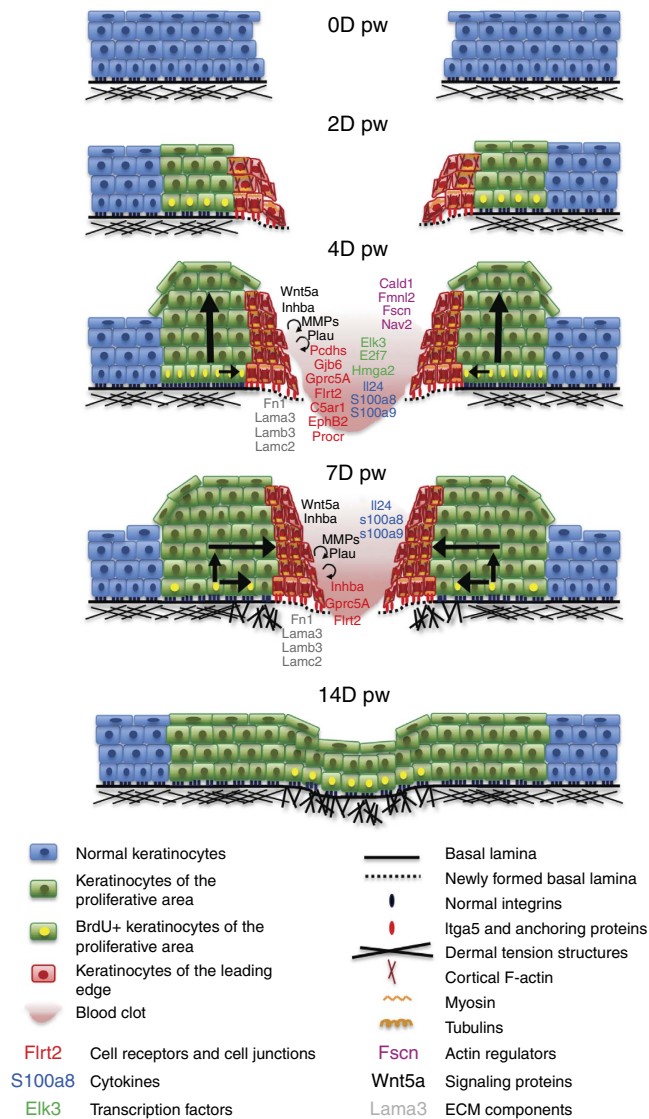 0D pw
2D pw
4D pw
Wnt5a
Inhba
MMPs
Plau
Pcdhs
Gjb6
Gprc5A
Flrt2
C5ar1
EphB2
Procr
Cald1
Fmnl2
Fscn
Nav2
Elk3
E2f7
Hmga2
Il24
S100a8
S100a9
Fn1
Lama3
Lamb3
Lamc2
7D pw
Wnt5a
Inhba
MMPs
Plau
Il24
s100a8
s100a9
Inhba
Gprc5A
Flrt2
Fn1
Lama3
Lamb3
Lamc2
14D pw
Normal keratinocytes
Keratinocytes of the
proliferative area
BrdU+ keratinocytes of the
proliferative area
Keratinocytes of the leading
edge
Blood clot
Flrt2 Cell receptors and cell junctions
S100a8 Cytokines
Elk3 Transcription factors
Basal lamina
Newly formed basal lamina
Normal integrins
Itga5 and anchoring proteins
Dermal tension structures
Cortical F-actin
Myosin
Tubulins
Fscn Actin regulators
Wnt5a Signaling proteins
Lama3 ECM components